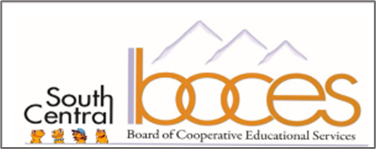 South
Central
boces
Board of Cooperative Educational Services